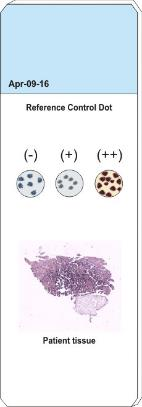 Apr-09-16
Reference Control Dot
(-) (+) (++)
Patient tissue